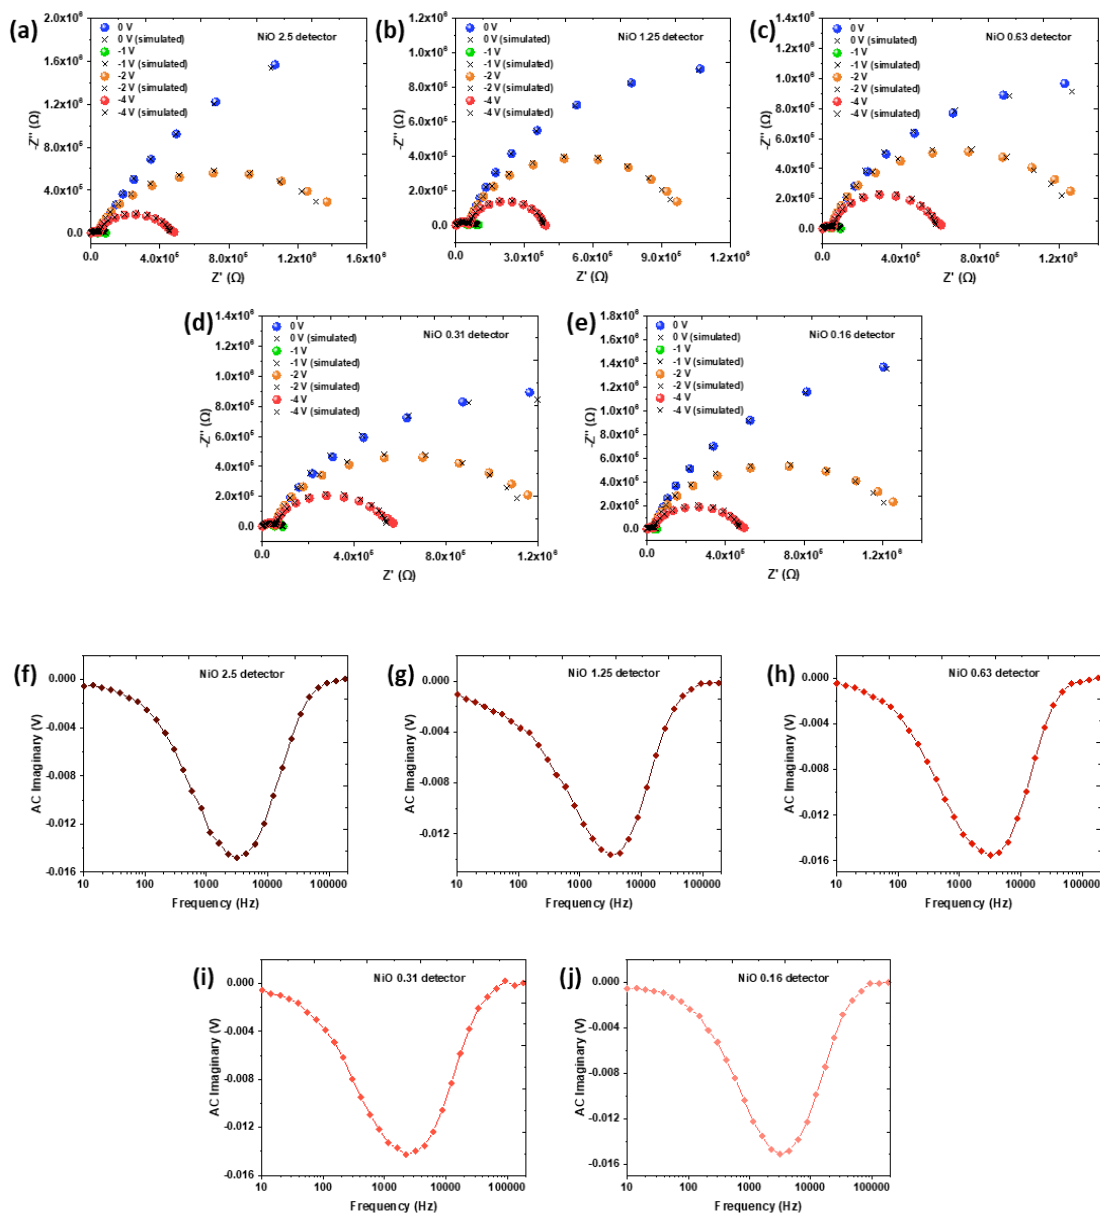 (a)
2.0x10⁶
1.6x10⁶
1.2x10⁶
8.0x10⁵
4.0x10⁵
0.0
-Z'' (Ω)
0 V
0 V (simulated)
-1 V
-1 V (simulated)
-2 V
-2 V (simulated)
-4 V
-4 V (simulated)
NiO 2.5 detector
0.0 4.0x10⁵ 8.0x10⁵ 1.2x10⁶ 1.6x10⁶
Z' (Ω)
(b)
1.2x10⁶
1.0x10⁶
8.0x10⁵
6.0x10⁵
4.0x10⁵
2.0x10⁵
0.0
-Z'' (Ω)
0 V
0 V (simulated)
-1 V
-1 V (simulated)
-2 V
-2 V (simulated)
-4 V
-4 V (simulated)
NiO 1.25 detector
0.0 3.0x10⁵ 6.0x10⁵ 9.0x10⁵ 1.2x10⁶
Z' (Ω)
(c)
1.4x10⁶
1.2x10⁶
1.0x10⁶
8.0x10⁵
6.0x10⁵
4.0x10⁵
2.0x10⁵
0.0
-Z'' (Ω)
0 V
0 V (simulated)
-1 V
-1 V (simulated)
-2 V
-2 V (simulated)
-4 V
-4 V (simulated)
NiO 0.63 detector
0.0 4.0x10⁵ 8.0x10⁵ 1.2x10⁶
Z' (Ω)
(d)
1.4x10⁶
1.2x10⁶
1.0x10⁶
8.0x10⁵
6.0x10⁵
4.0x10⁵
2.0x10⁵
0.0
-Z'' (Ω)
0 V
0 V (simulated)
-1 V
-1 V (simulated)
-2 V
-2 V (simulated)
-4 V
-4 V (simulated)
NiO 0.31 detector
0.0 4.0x10⁵ 8.0x10⁵ 1.2x10⁶
Z' (Ω)
(e)
1.8x10⁶
1.6x10⁶
1.4x10⁶
1.2x10⁶
1.0x10⁶
8.0x10⁵
6.0x10⁵
4.0x10⁵
2.0x10⁵
0.0
-Z'' (Ω)
0 V
0 V (simulated)
-1 V
-1 V (simulated)
-2 V
-2 V (simulated)
-4 V
-4 V (simulated)
NiO 0.16 detector
0.0 4.0x10⁵ 8.0x10⁵ 1.2x10⁶
Z' (Ω)
(f)
0.000
-0.004
-0.008
-0.012
-0.016
AC Imaginary (V)
NiO 2.5 detector
10 100 1000 10000 100000
Frequency (Hz)
(g)
0.000
-0.004
-0.008
-0.012
AC Imaginary (V)
NiO 1.25 detector
10 100 1000 10000 100000
Frequency (Hz)
(h)
0.000
-0.004
-0.008
-0.012
-0.016
AC Imaginary (V)
NiO 0.63 detector
10 100 1000 10000 100000
Frequency (Hz)
(i)
0.000
-0.004
-0.008
-0.012
-0.016
AC Imaginary (V)
NiO 0.31 detector
10 100 1000 10000 100000
Frequency (Hz)
(j)
0.000
-0.004
-0.008
-0.012
-0.016
AC Imaginary (V)
NiO 0.16 detector
10 100 1000 10000 100000
Frequency (Hz)